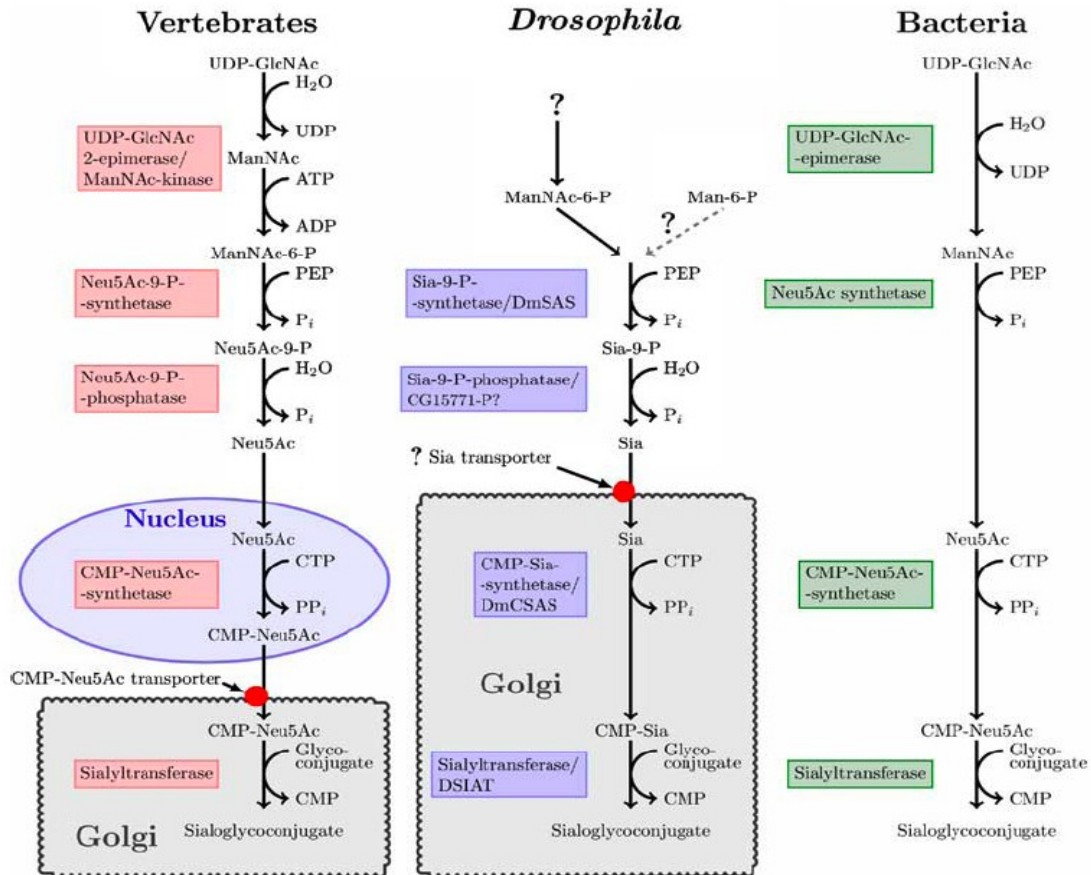 Vertebrates
UDP-GlcNAc
H₂O
UDP
UDP-GlcNAc
2-epimerase/
ManNAc-kinase
ManNAc
ATP
ADP
ManNAc-6-P
PEP
Neu5Ac-9-P-
-synthetase
Pᵢ
Neu5Ac-9-P
H₂O
Neu5Ac-9-P-
-phosphatase
Pᵢ
Neu5Ac
Nucleus
Neu5Ac
CTP
CMP-Neu5Ac-
-synthetase
PPᵢ
CMP-Neu5Ac
CMP-Neu5Ac transporter
CMP-Neu5Ac
Glyco-
conjugate
Sialyltransferase
CMP
Sialoglycoconjugate
Golgi
Drosophila
?
ManNAc-6-P
Man-6-P
?
PEP
Sia-9-P-
-synthetase/DmSAS
Pᵢ
Sia-9-P
H₂O
Sia-9-P-phosphatase/
CG15771-P?
Pᵢ
Sia
? Sia transporter
Sia
CTP
CMP-Sia-
-synthetase/
DmCSAS
PPᵢ
Golgi
CMP-Sia
Glyco-
conjugate
Sialyltransferase/
DSIAT
CMP
Sialoglycoconjugate
Bacteria
UDP-GlcNAc
H₂O
UDP-GlcNAc-
-epimerase
UDP
ManNAc
PEP
Neu5Ac synthetase
Pᵢ
Neu5Ac
CTP
CMP-Neu5Ac-
-synthetase
PPᵢ
CMP-Neu5Ac
Glyco-
conjugate
Sialyltransferase
CMP
Sialoglycoconjugate